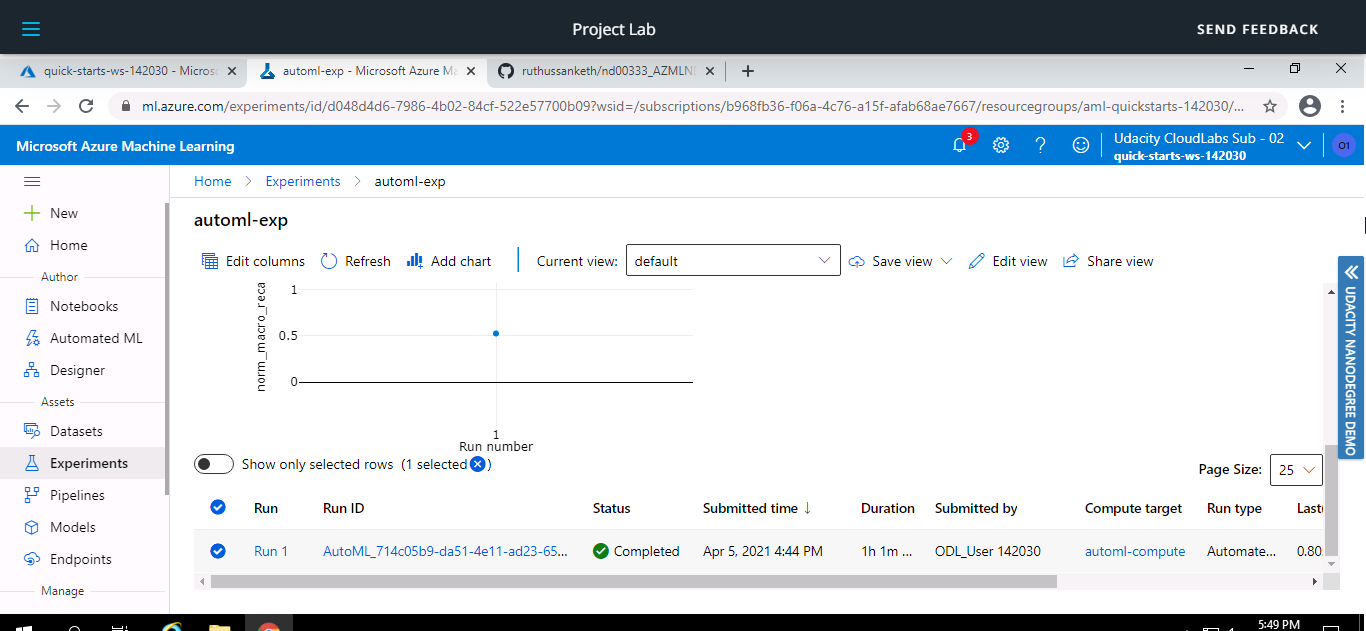 Project Lab
SEND FEEDBACK
quick-starts-ws-142030 - Micros
automl-exp - Microsoft Azure Ma
ruthussanketh/nd00333_AZMLN
ml.azure.com/experiments/id/d048d4d6-7986-4b02-84cf-522e57700b09?wsid=/subscriptions/b968fb36-f06a-4c76-a15f-afab68ae7667/resourcegroups/aml-quickstarts-142030/...
Microsoft Azure Machine Learning
3
Udacity CloudLabs Sub - 02
quick-starts-ws-142030
O1
New
Home
Author
Notebooks
Automated ML
Designer
Assets
Datasets
Experiments
Pipelines
Models
Endpoints
Manage
Home > Experiments > automl-exp
automl-exp
Edit columns Refresh Add chart Current view: default Save view Edit view Share view
norm_macro_reca
1
0.5
0
1
Run number
Show only selected rows (1 selected )
Page Size: 25
Run Run ID Status Submitted time ↓ Duration Submitted by Compute target Run type Last
Run 1 AutoML_714c05b9-da51-4e11-ad23-65... Completed Apr 5, 2021 4:44 PM 1h 1m ... ODL_User 142030 automl-compute Automate... 0.80
UDACITY NANODEGREE DEMO
5:49 PM